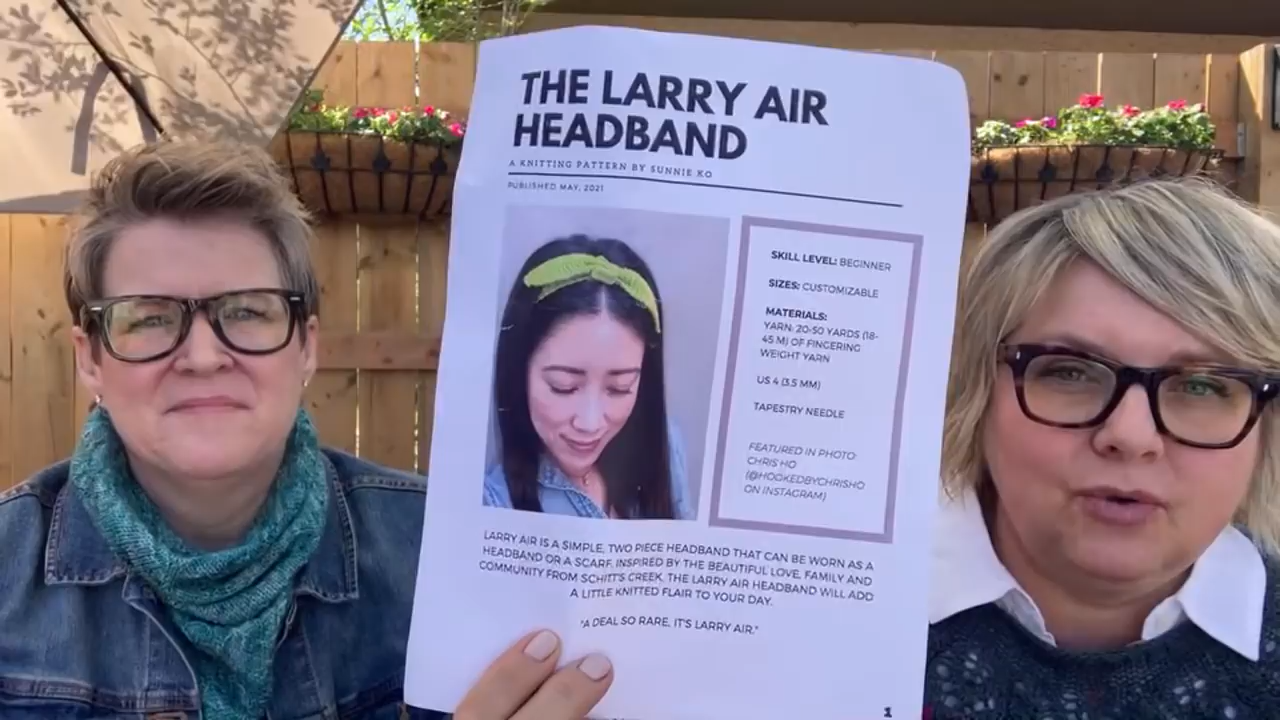 THE LARRY AIR
HEADBAND
A KNITTING PATTERN BY SUNNIE KO
PUBLISHED MAY, 2021
SKILL LEVEL: BEGINNER
SIZES: CUSTOMIZABLE
MATERIALS:
YARN: 20-50 YARDS (18-
45 M) OF FINGERING
WEIGHT YARN
US 4 (3.5 MM)
TAPESTRY NEEDLE
FEATURED IN PHOTO:
CHRIS HO
(@HOOKEDBYCHRISHO
ON INSTAGRAM)
LARRY AIR IS A SIMPLE, TWO PIECE HEADBAND THAT CAN BE WORN AS A
HEADBAND OR A SCARF. INSPIRED BY THE BEAUTIFUL LOVE, FAMILY AND
COMMUNITY FROM SCHITT'S CREEK, THE LARRY AIR HEADBAND WILL ADD
A LITTLE KNITTED FLAIR TO YOUR DAY.
"A DEAL SO RARE, IT'S LARRY AIR."
1